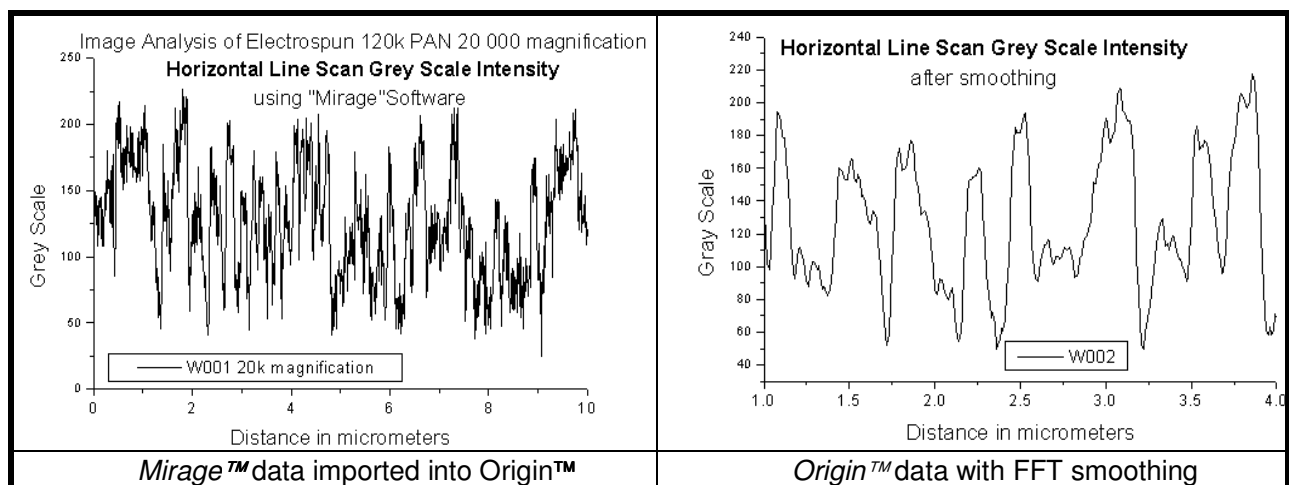 Image Analysis of Electrospun 120k PAN 20 000 magnification
Horizontal Line Scan Grey Scale Intensity
using "Mirage"Software
250
200
150
100
50
0
Grey Scale
W001 20k magnification
0 2 4 6 8 1.0
Distance in micrometers
Horizontal Line Scan Grey Scale Intensity
after smoothing
240
220
200
180
160
140
120
100
80
60
40
Gray Scale
W002
1.0 1.5 2.0 2.5 3.0 3.5 4.0
Distance in micrometers
Mirage™ data imported into Origin™
Origin™ data with FFT smoothing